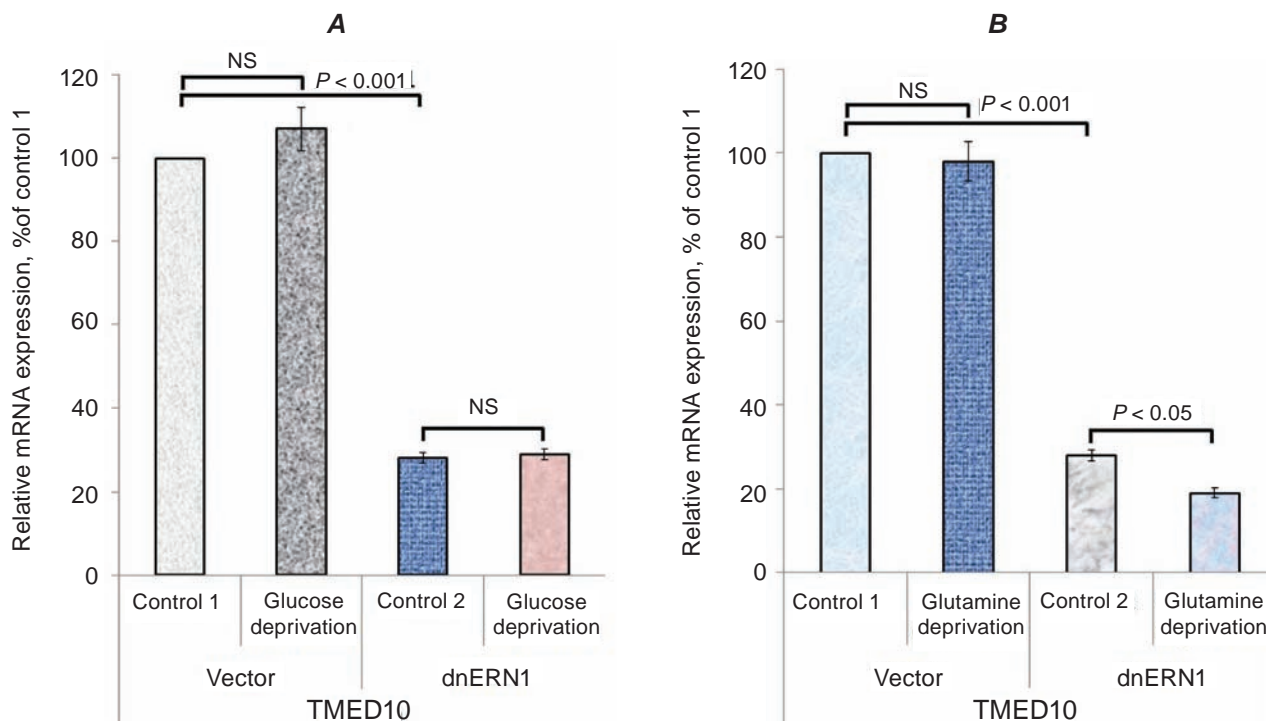 A
Relative mRNA expression, %of control 1
120
100
80
60
40
20
0
NS
P < 0.001
NS
Control 1
Glucose
deprivation
Control 2
Glucose
deprivation
Vector
dnERN1
TMED10
B
Relative mRNA expression, % of control 1
120
100
80
60
40
20
0
NS
P < 0.001
P < 0.05
Control 1
Glutamine
deprivation
Control 2
Glutamine
deprivation
Vector
dnERN1
TMED10